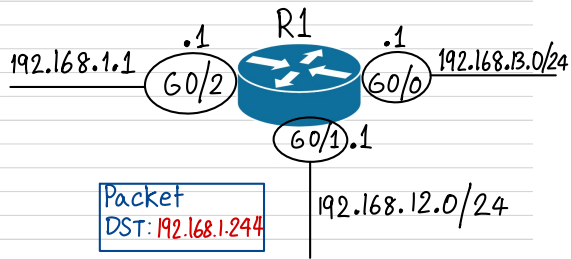 R1
.1
.1
192.168.1.1
G0/2
G0/0
192.168.13.0/24
G0/1
.1
Packet
DST: 192.168.1.244
192.168.12.0/24